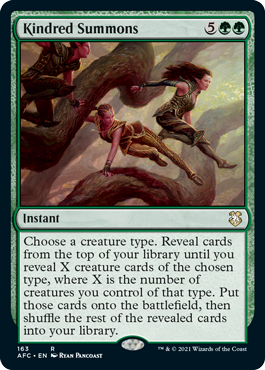 Kindred Summons 5
Instant
Choose a creature type. Reveal cards
from the top of your library until you
reveal X creature cards of the chosen
type, where X is the number of
creatures you control of that type. Put
those cards onto the battlefield, then
shuffle the rest of the revealed cards
into your library.
163 R
AFC • EN Ryan Pancoast ™ & © 2021 Wizards of the Coast